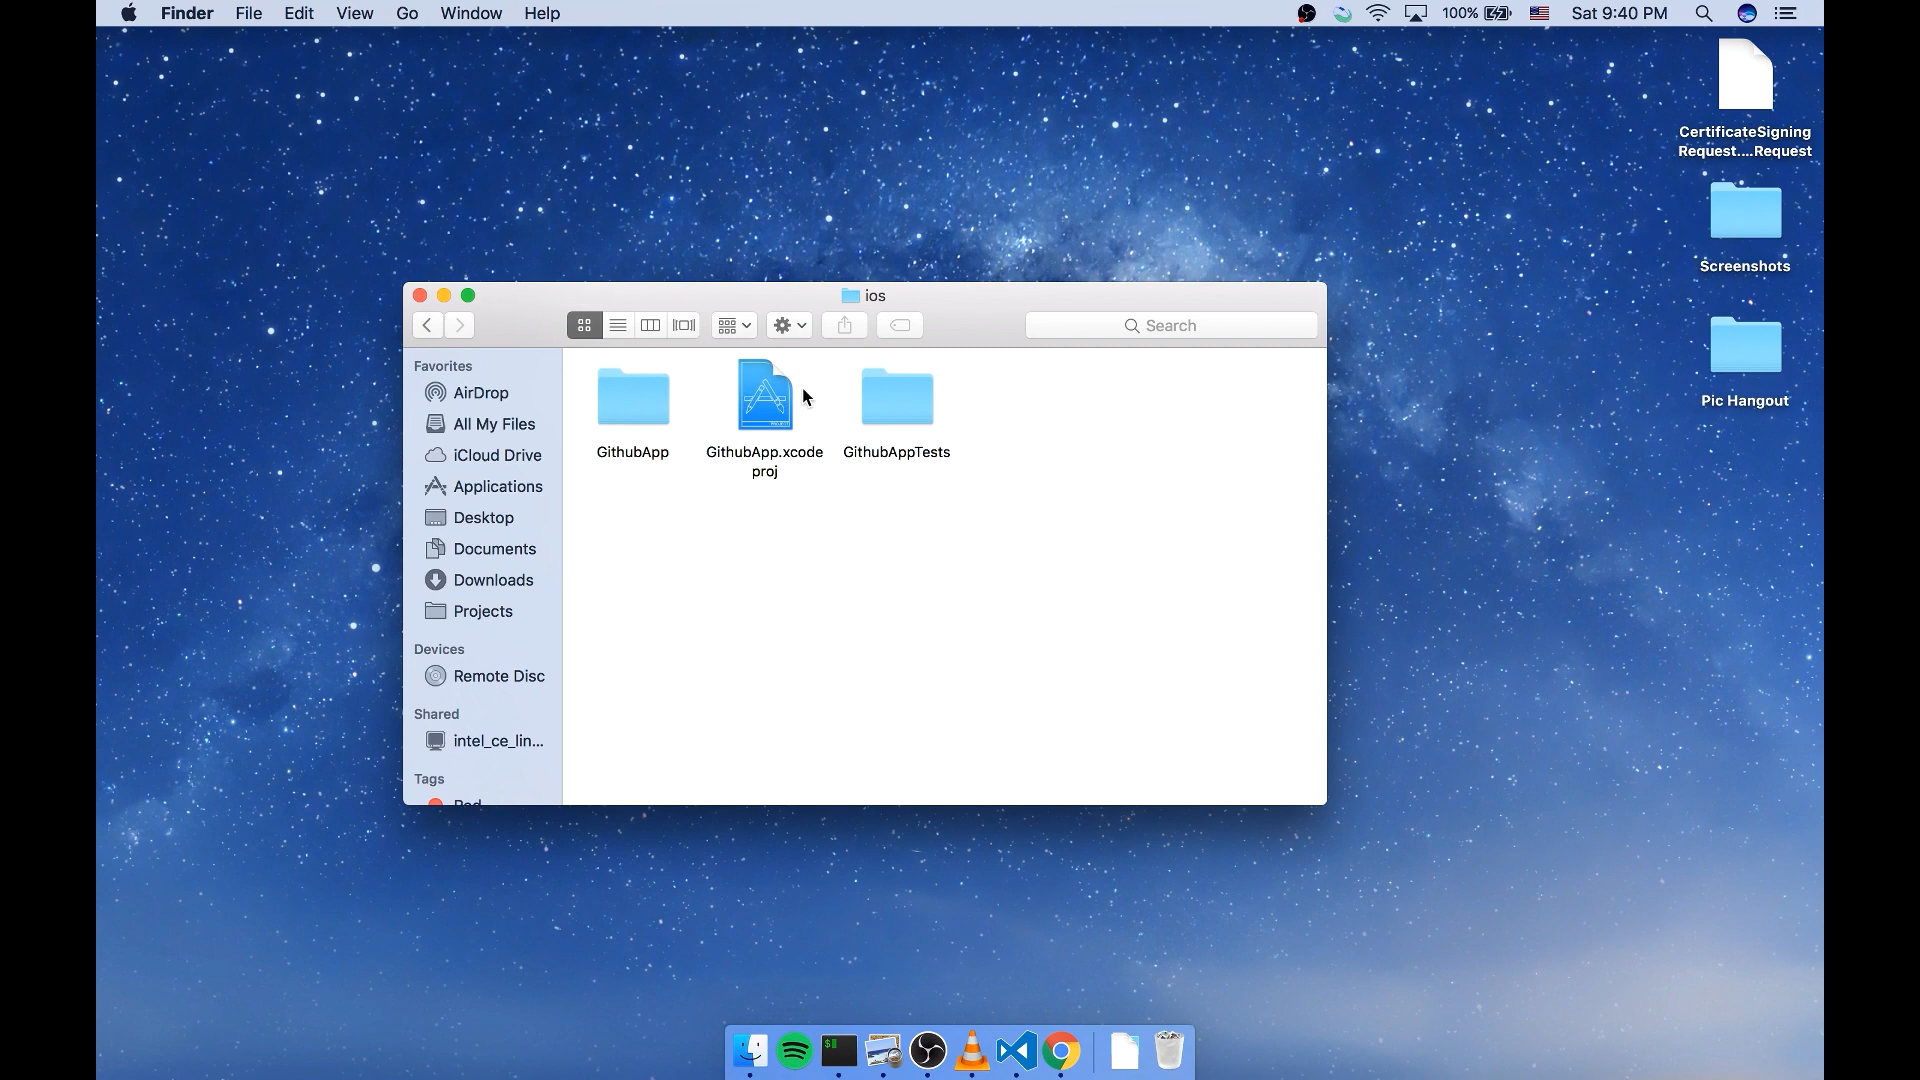 Finder File Edit View Go Window Help 100% Sat 9:40 PM
CertificateSigning
Request....Request
Screenshots
Pic Hangout
ios
Search
Favorites
AirDrop
All My Files
iCloud Drive
Applications
Desktop
Documents
Downloads
Projects
Devices
Remote Disc
Shared
intel_ce_lin...
Tags
Red
GithubApp
GithubApp.xcode
proj
GithubAppTests